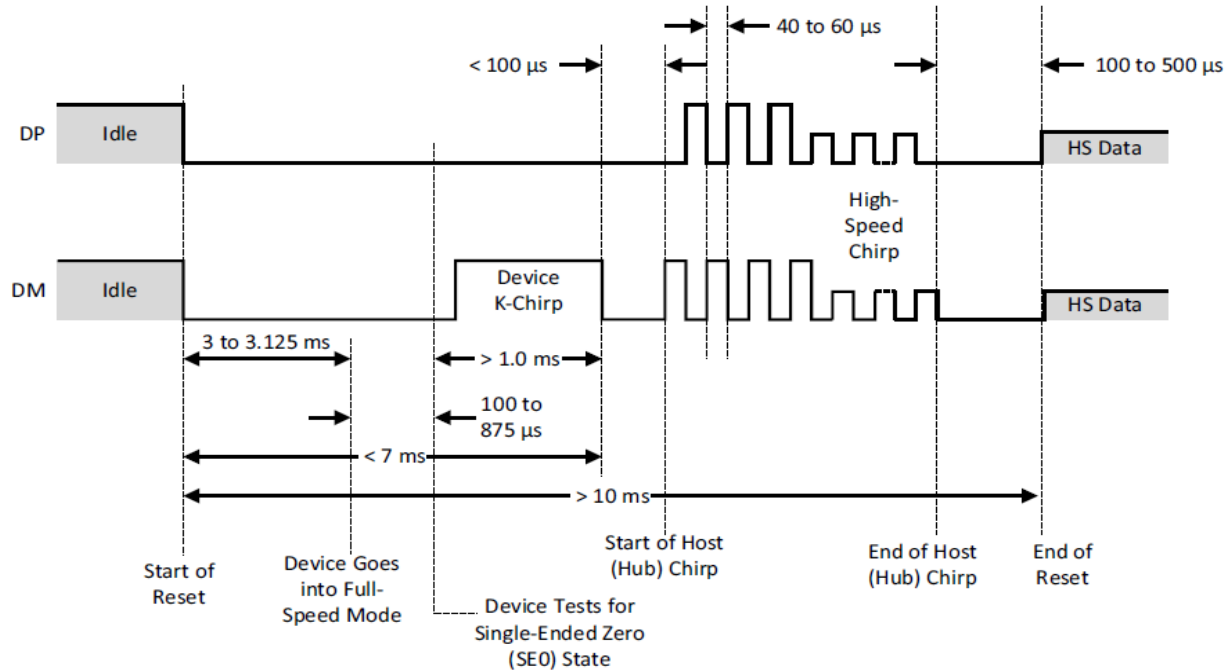 40 to 60 µs
< 100 µs
100 to 500 µs
DP
Idle
HS Data
High-
Speed
Chirp
DM
Idle
Device
K-Chirp
HS Data
3 to 3.125 ms
> 1.0 ms
100 to
875 µs
< 7 ms
> 10 ms
Start of
Reset
Device Goes
into Full-
Speed Mode
Device Tests for
Single-Ended Zero
(SE0) State
Start of Host
(Hub) Chirp
End of Host
(Hub) Chirp
End of
Reset